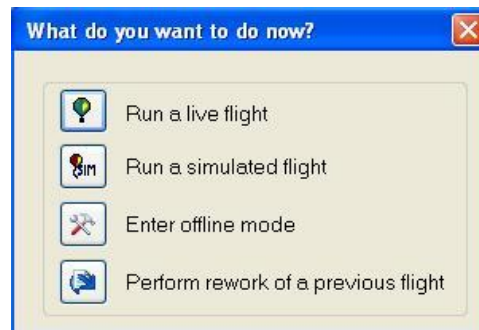 What do you want to do now?
Run a live flight
SIM
Run a simulated flight
Enter offline mode
Perform rework of a previous flight